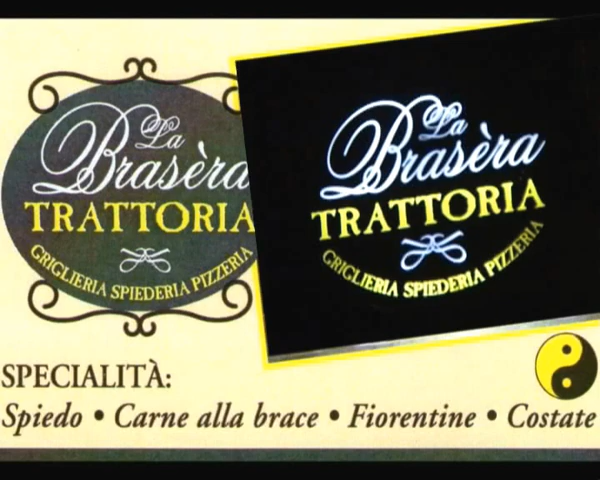 La
Brasèra
TRATTORIA
GRIGLIERIA SPIEDERIA PIZZERIA
La
Brasèra
TRATTORIA
GRIGLIERIA SPIEDERIA PIZZERIA
SPECIALITÀ:
Spiedo • Carne alla brace • Fiorentine • Costate